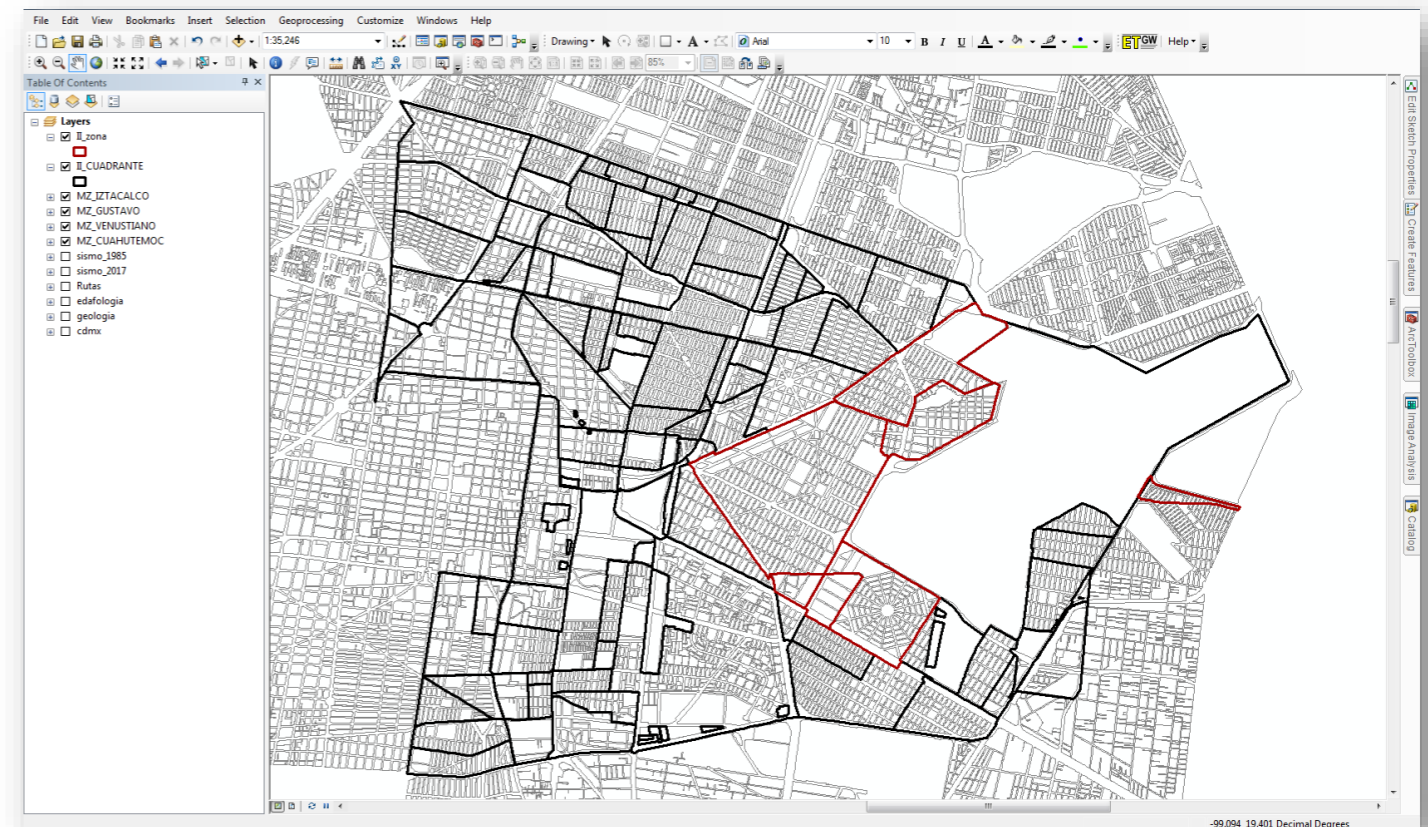 File Edit View Bookmarks Insert Selection Geoprocessing Customize Windows Help
1:35,246 Drawing Arial 10 B I U A ET GW Help
85%
Table Of Contents
Layers
II_zona
II_CUADRANTE
MZ_IZTACALCO
MZ_GUSTAVO
MZ_VENUSTIANO
MZ_CUAHUTEMOC
sismo_1985
sismo_2017
Rutas
edafologia
geologia
cdmx
Edit Sketch Properties
Create Features
ArcToolbox
Image Analysis
Catalog
-99.094 19.401 Decimal Degrees